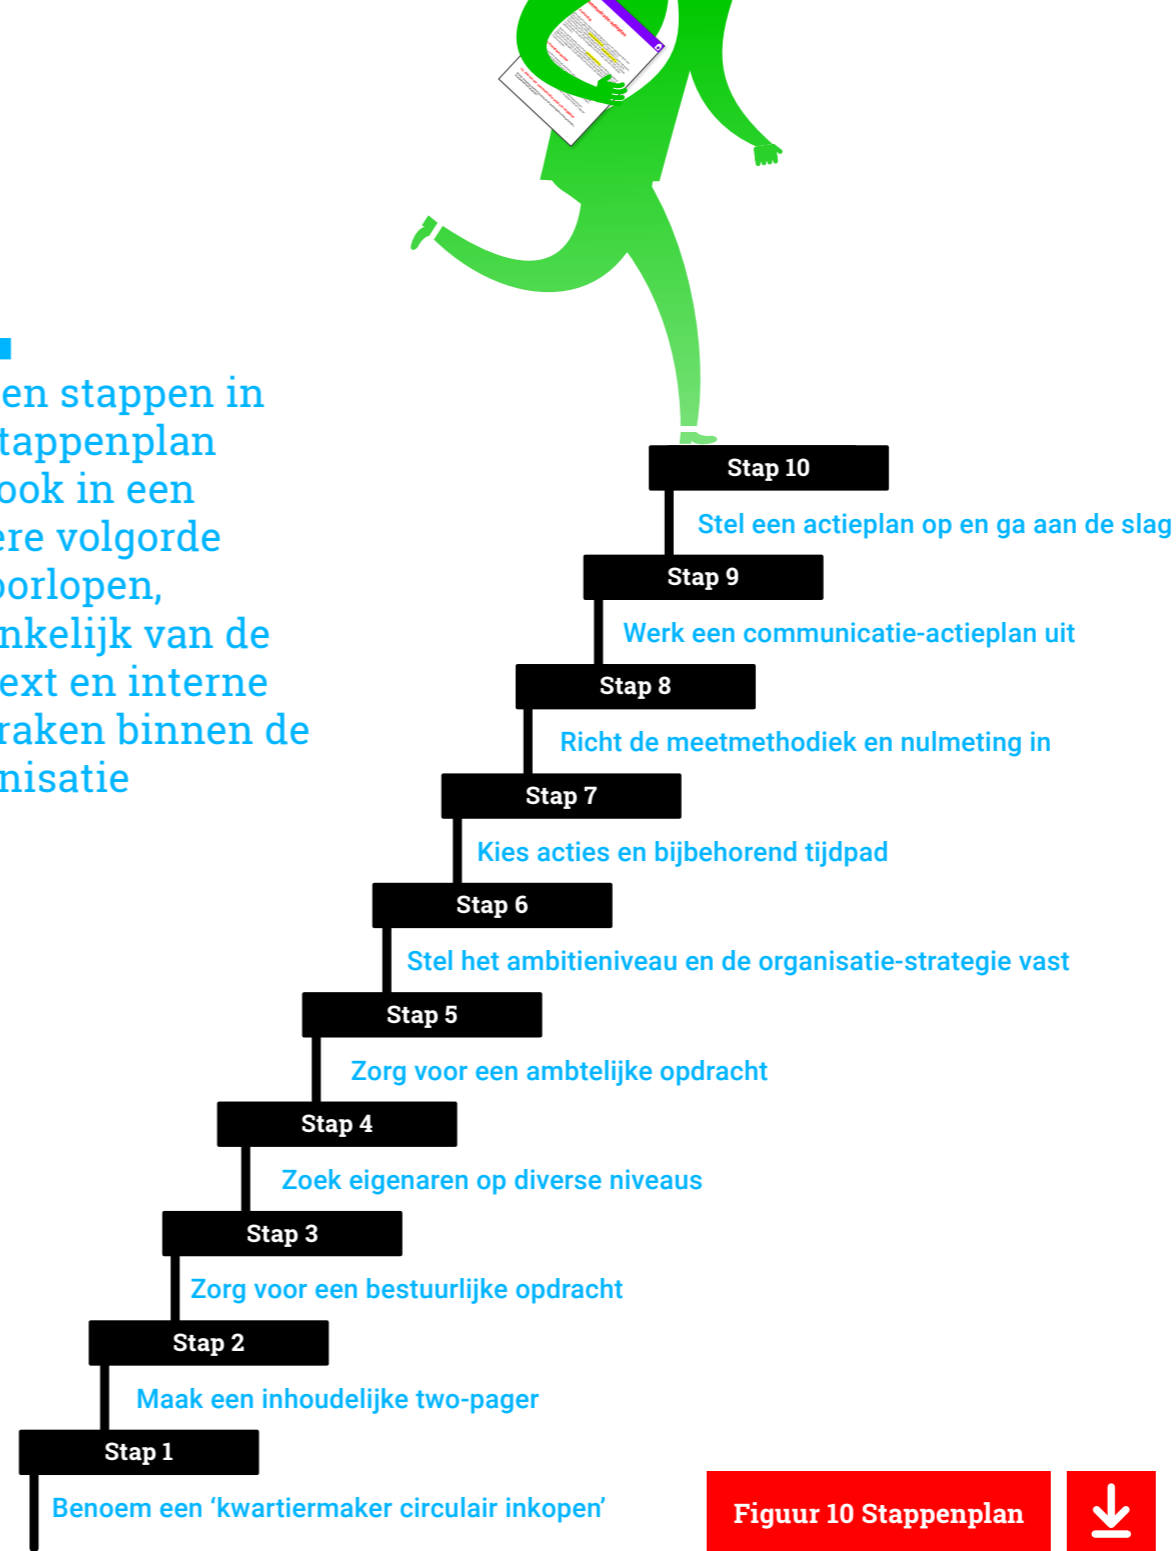 en stappen in
tappenplan
ook in een
ere volgorde
oorlopen,
nkelijk van de
ext en interne
raken binnen de
nisatie
Stap 10
Stel een actieplan op en ga aan de slag
Stap 9
Werk een communicatie-actieplan uit
Stap 8
Richt de meetmethodiek en nulmeting in
Stap 7
Kies acties en bijbehorend tijdpad
Stap 6
Stel het ambitieniveau en de organisatie-strategie vast
Stap 5
Zorg voor een ambtelijke opdracht
Stap 4
Zoek eigenaren op diverse niveaus
Stap 3
Zorg voor een bestuurlijke opdracht
Stap 2
Maak een inhoudelijke two-pager
Stap 1
Benoem een ‘kwartiermaker circulair inkopen’
Figuur 10 Stappenplan